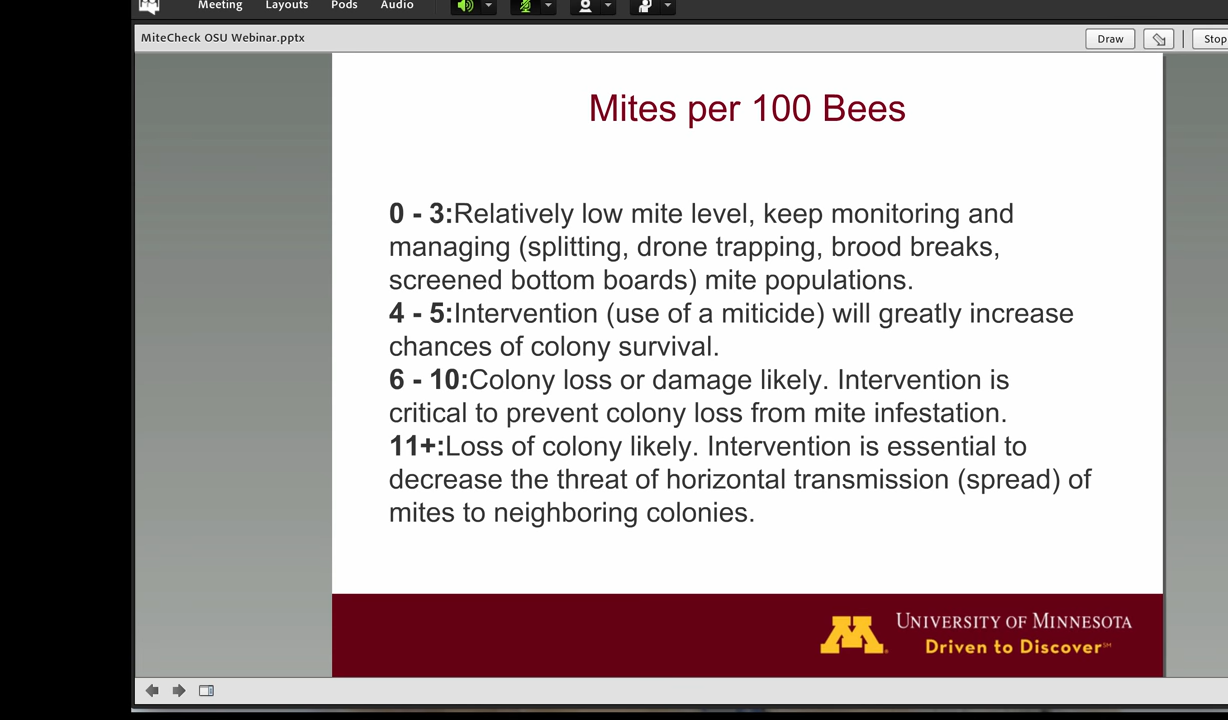 Meeting Layouts Pods Audio
MiteCheck OSU Webinar.pptx Draw Stop
Mites per 100 Bees
0 - 3:Relatively low mite level, keep monitoring and
managing (splitting, drone trapping, brood breaks,
screened bottom boards) mite populations.
4 - 5:Intervention (use of a miticide) will greatly increase
chances of colony survival.
6 - 10:Colony loss or damage likely. Intervention is
critical to prevent colony loss from mite infestation.
11+:Loss of colony likely. Intervention is essential to
decrease the threat of horizontal transmission (spread) of
mites to neighboring colonies.
M
UNIVERSITY OF MINNESOTA
Driven to Discover℠